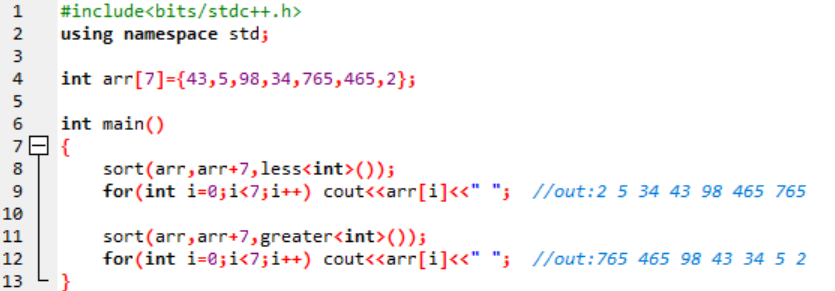 1 #include<bits/stdc++.h>
2 using namespace std;
3
4 int arr[7]={43,5,98,34,765,465,2};
5
6 int main()
7 {
8 sort(arr,arr+7,less<int>());
9 for(int i=0;i<7;i++) cout<<arr[i]<<" "; //out:2 5 34 43 98 465 765
10
11 sort(arr,arr+7,greater<int>());
12 for(int i=0;i<7;i++) cout<<arr[i]<<" "; //out:765 465 98 43 34 5 2
13 }